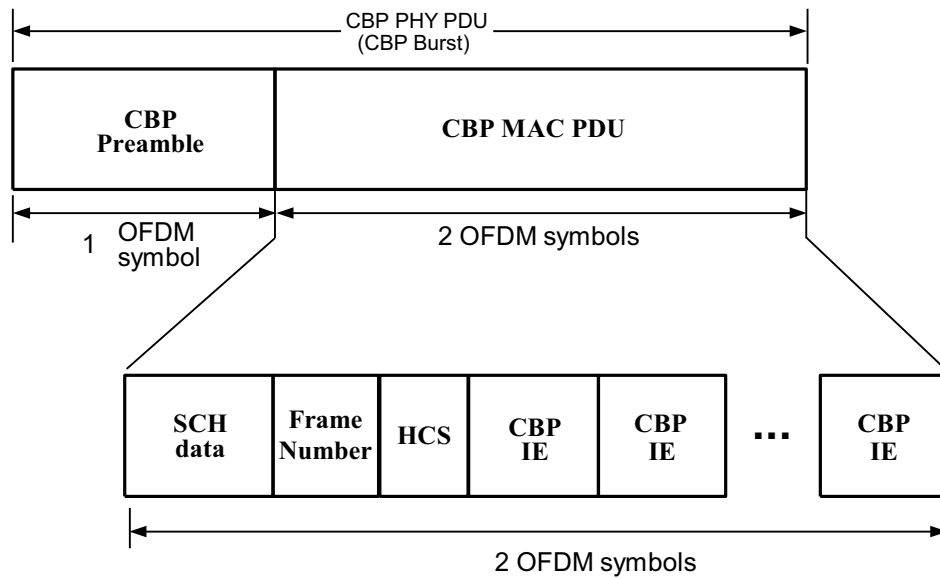 CBP PHY PDU
(CBP Burst)
CBP
Preamble
CBP MAC PDU
1 OFDM
symbol
2 OFDM symbols
SCH
data
Frame
Number
HCS
CBP
IE
CBP
IE
...
CBP
IE
2 OFDM symbols